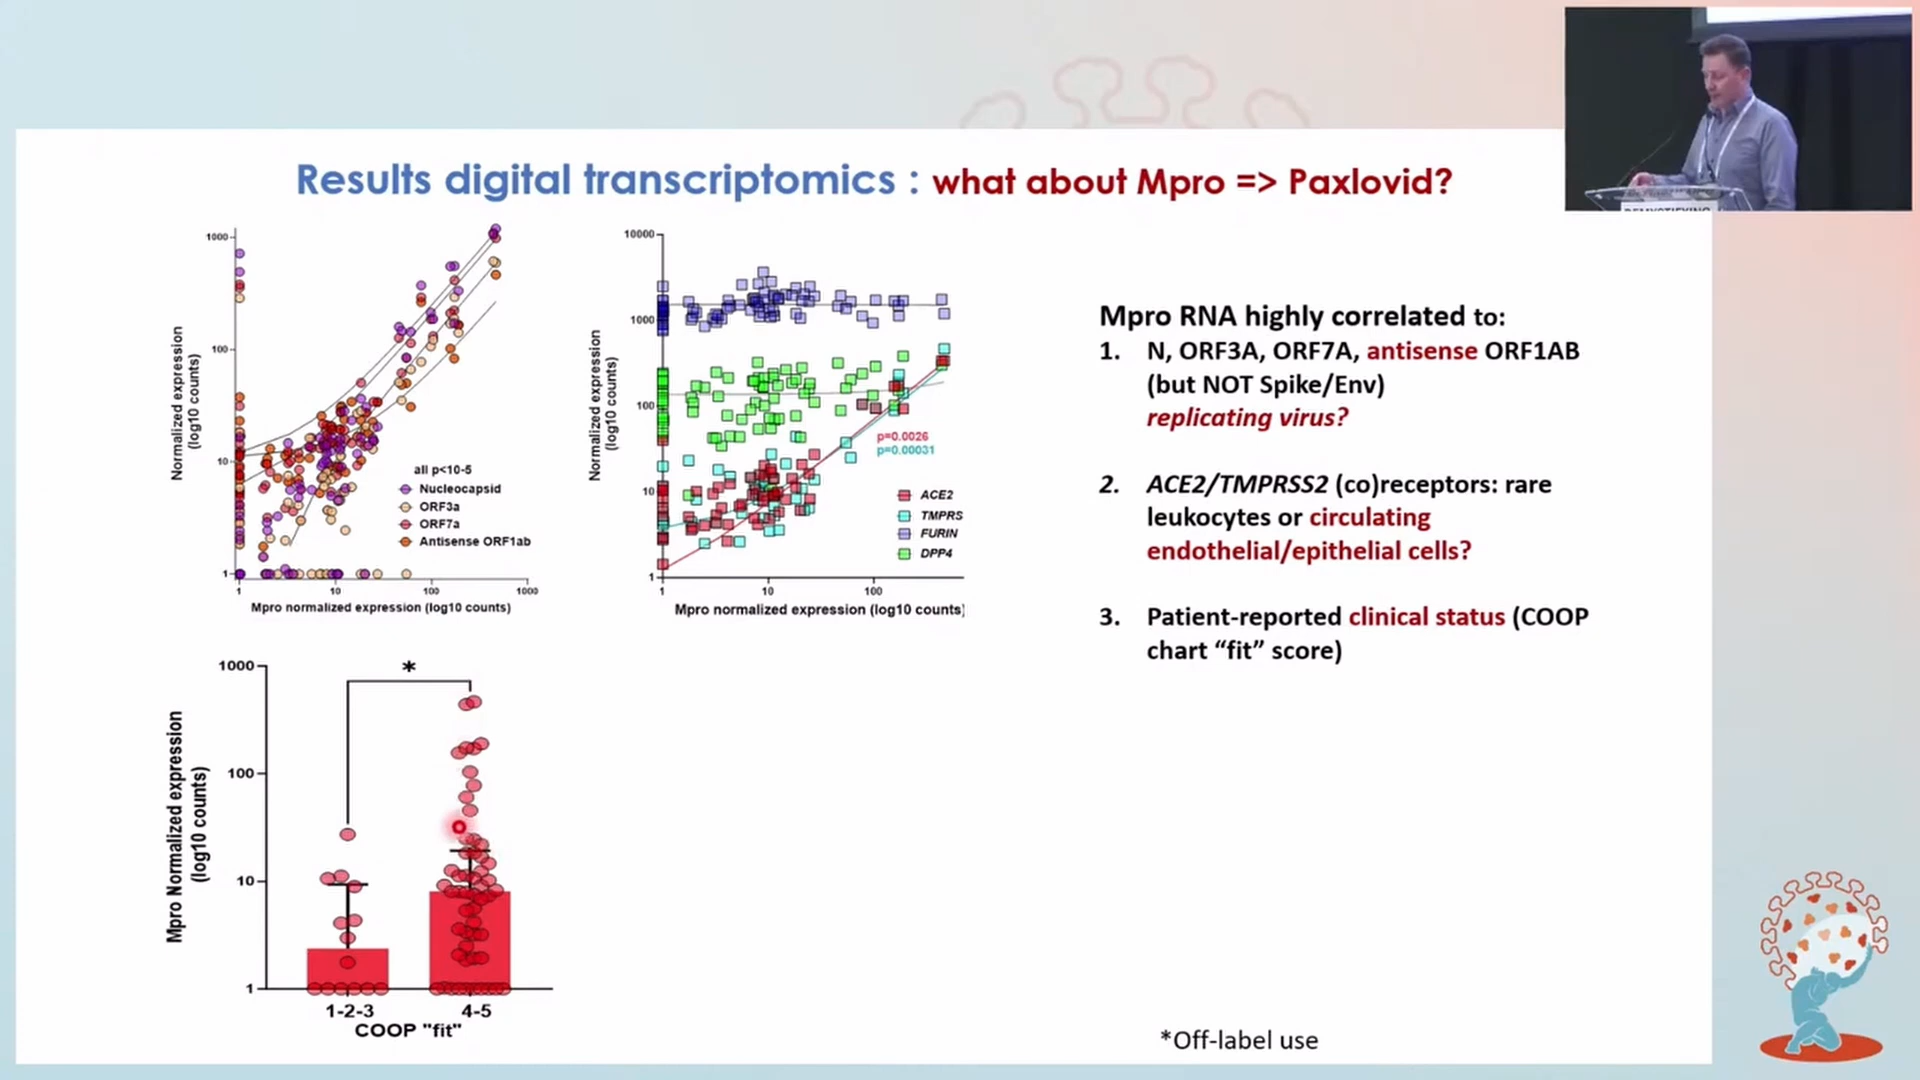 Results digital transcriptomics : what about Mpro => Paxlovid?
Normalized expression
(log10 counts)
1000
100
10
1
1
10
100
1000
Mpro normalized expression (log10 counts)
all p<10-5
Nucleocapsid
ORF3a
ORF7a
Antisense ORF1ab
Normalized expression
(log10 counts)
10000
1000
100
10
1
1
10
100
Mpro normalized expression (log10 counts)
p=0.0026
p=0.00031
ACE2
TMPRS
FURIN
DPP4
Mpro RNA highly correlated to:
1. N, ORF3A, ORF7A, antisense ORF1AB
(but NOT Spike/Env)
replicating virus?
2. ACE2/TMPRSS2 (co)receptors: rare
leukocytes or circulating
endothelial/epithelial cells?
3. Patient-reported clinical status (COOP
chart “fit” score)
Mpro Normalized expression
(log10 counts)
1000
100
10
1
*
1-2-3
4-5
COOP "fit"
*Off-label use
DEMYSTIFYING